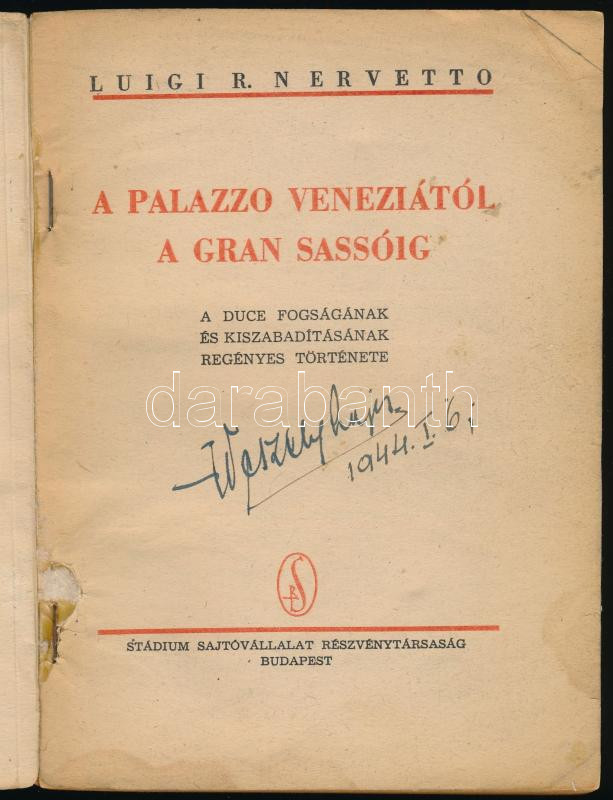 LUIGI R. NERVETTO
A PALAZZO VENEZIÁTÓL
A GRAN SASSÓIG
A DUCE FOGSÁGÁNAK
ÉS KISZABADÍTÁSÁNAK
REGÉNYES TÖRTÉNETE
darabanth
1944. I. 6.
STÁDIUM SAJTÓVÁLLALAT RÉSZVÉNYTÁRSASÁG
BUDAPEST